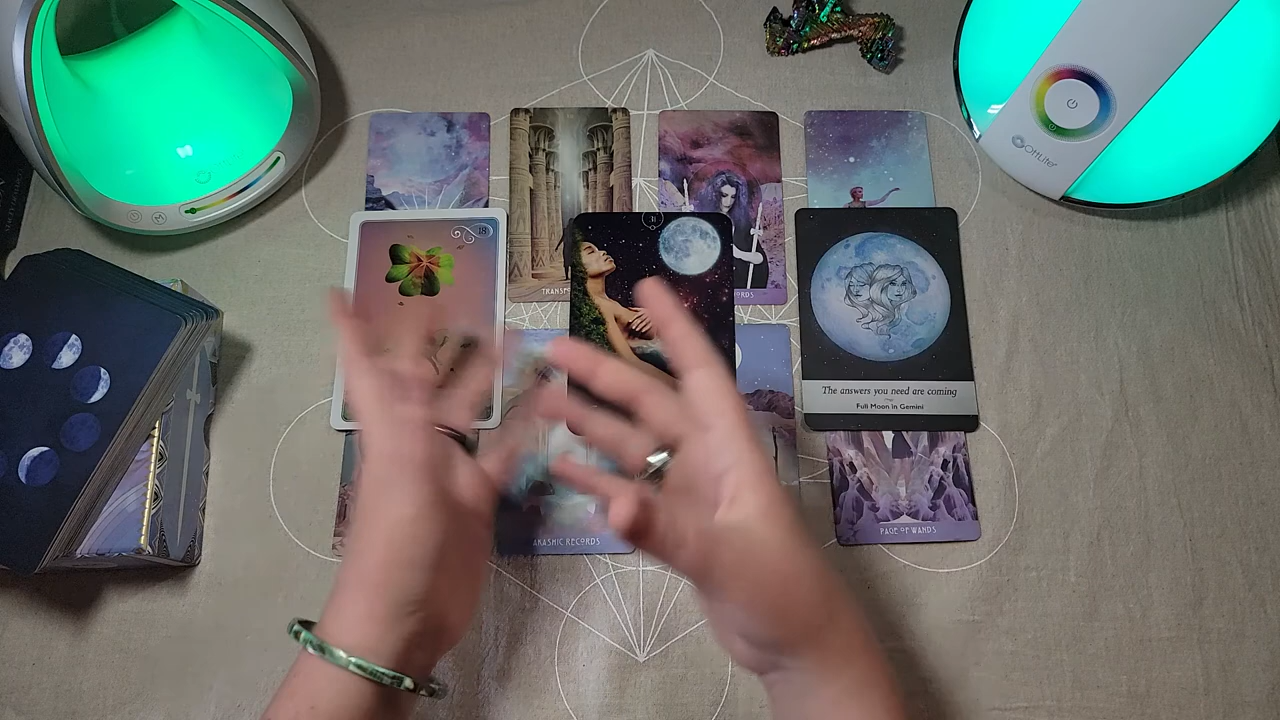 OttLite
18
31
The answers you need are coming
Full Moon in Gemini
AKASHIC RECORDS
PAGE OF WANDS